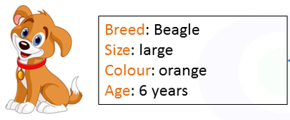 Breed: Beagle
Size: large
Colour: orange
Age: 6 years